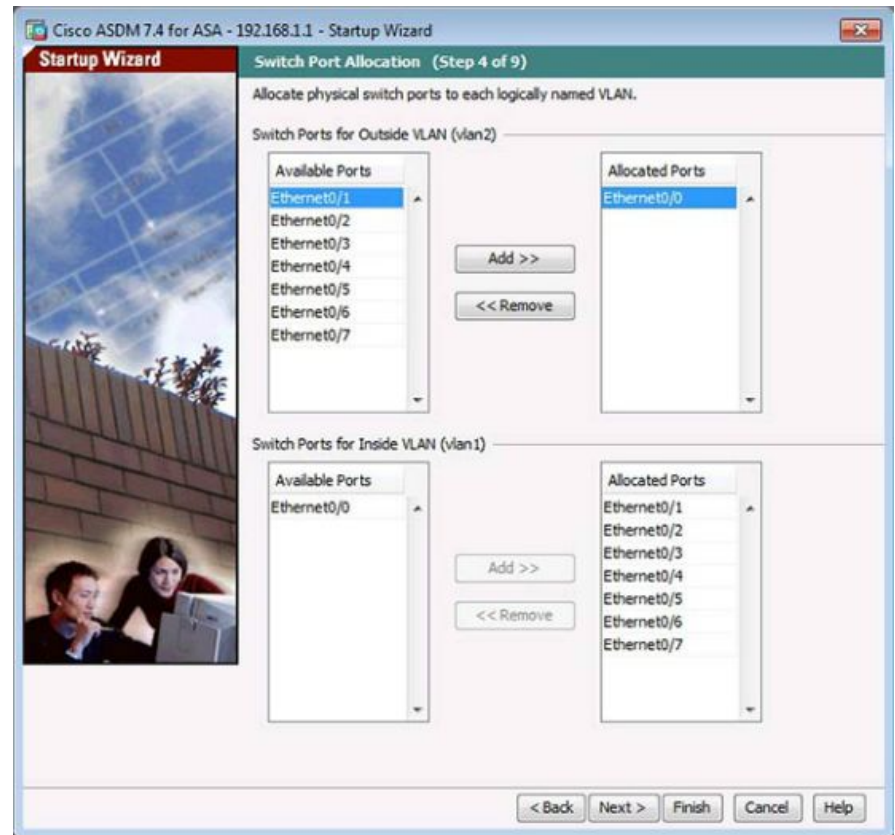 Cisco ASDM 7.4 for ASA - 192.168.1.1 - Startup Wizard
Startup Wizard
Switch Port Allocation (Step 4 of 9)
Allocate physical switch ports to each logically named VLAN.
Switch Ports for Outside VLAN (vlan2)
Available Ports
Ethernet0/1
Ethernet0/2
Ethernet0/3
Ethernet0/4
Ethernet0/5
Ethernet0/6
Ethernet0/7
Add >>
<< Remove
Allocated Ports
Ethernet0/0
Switch Ports for Inside VLAN (vlan1)
Available Ports
Ethernet0/0
Add >>
<< Remove
Allocated Ports
Ethernet0/1
Ethernet0/2
Ethernet0/3
Ethernet0/4
Ethernet0/5
Ethernet0/6
Ethernet0/7
< Back Next > Finish Cancel Help